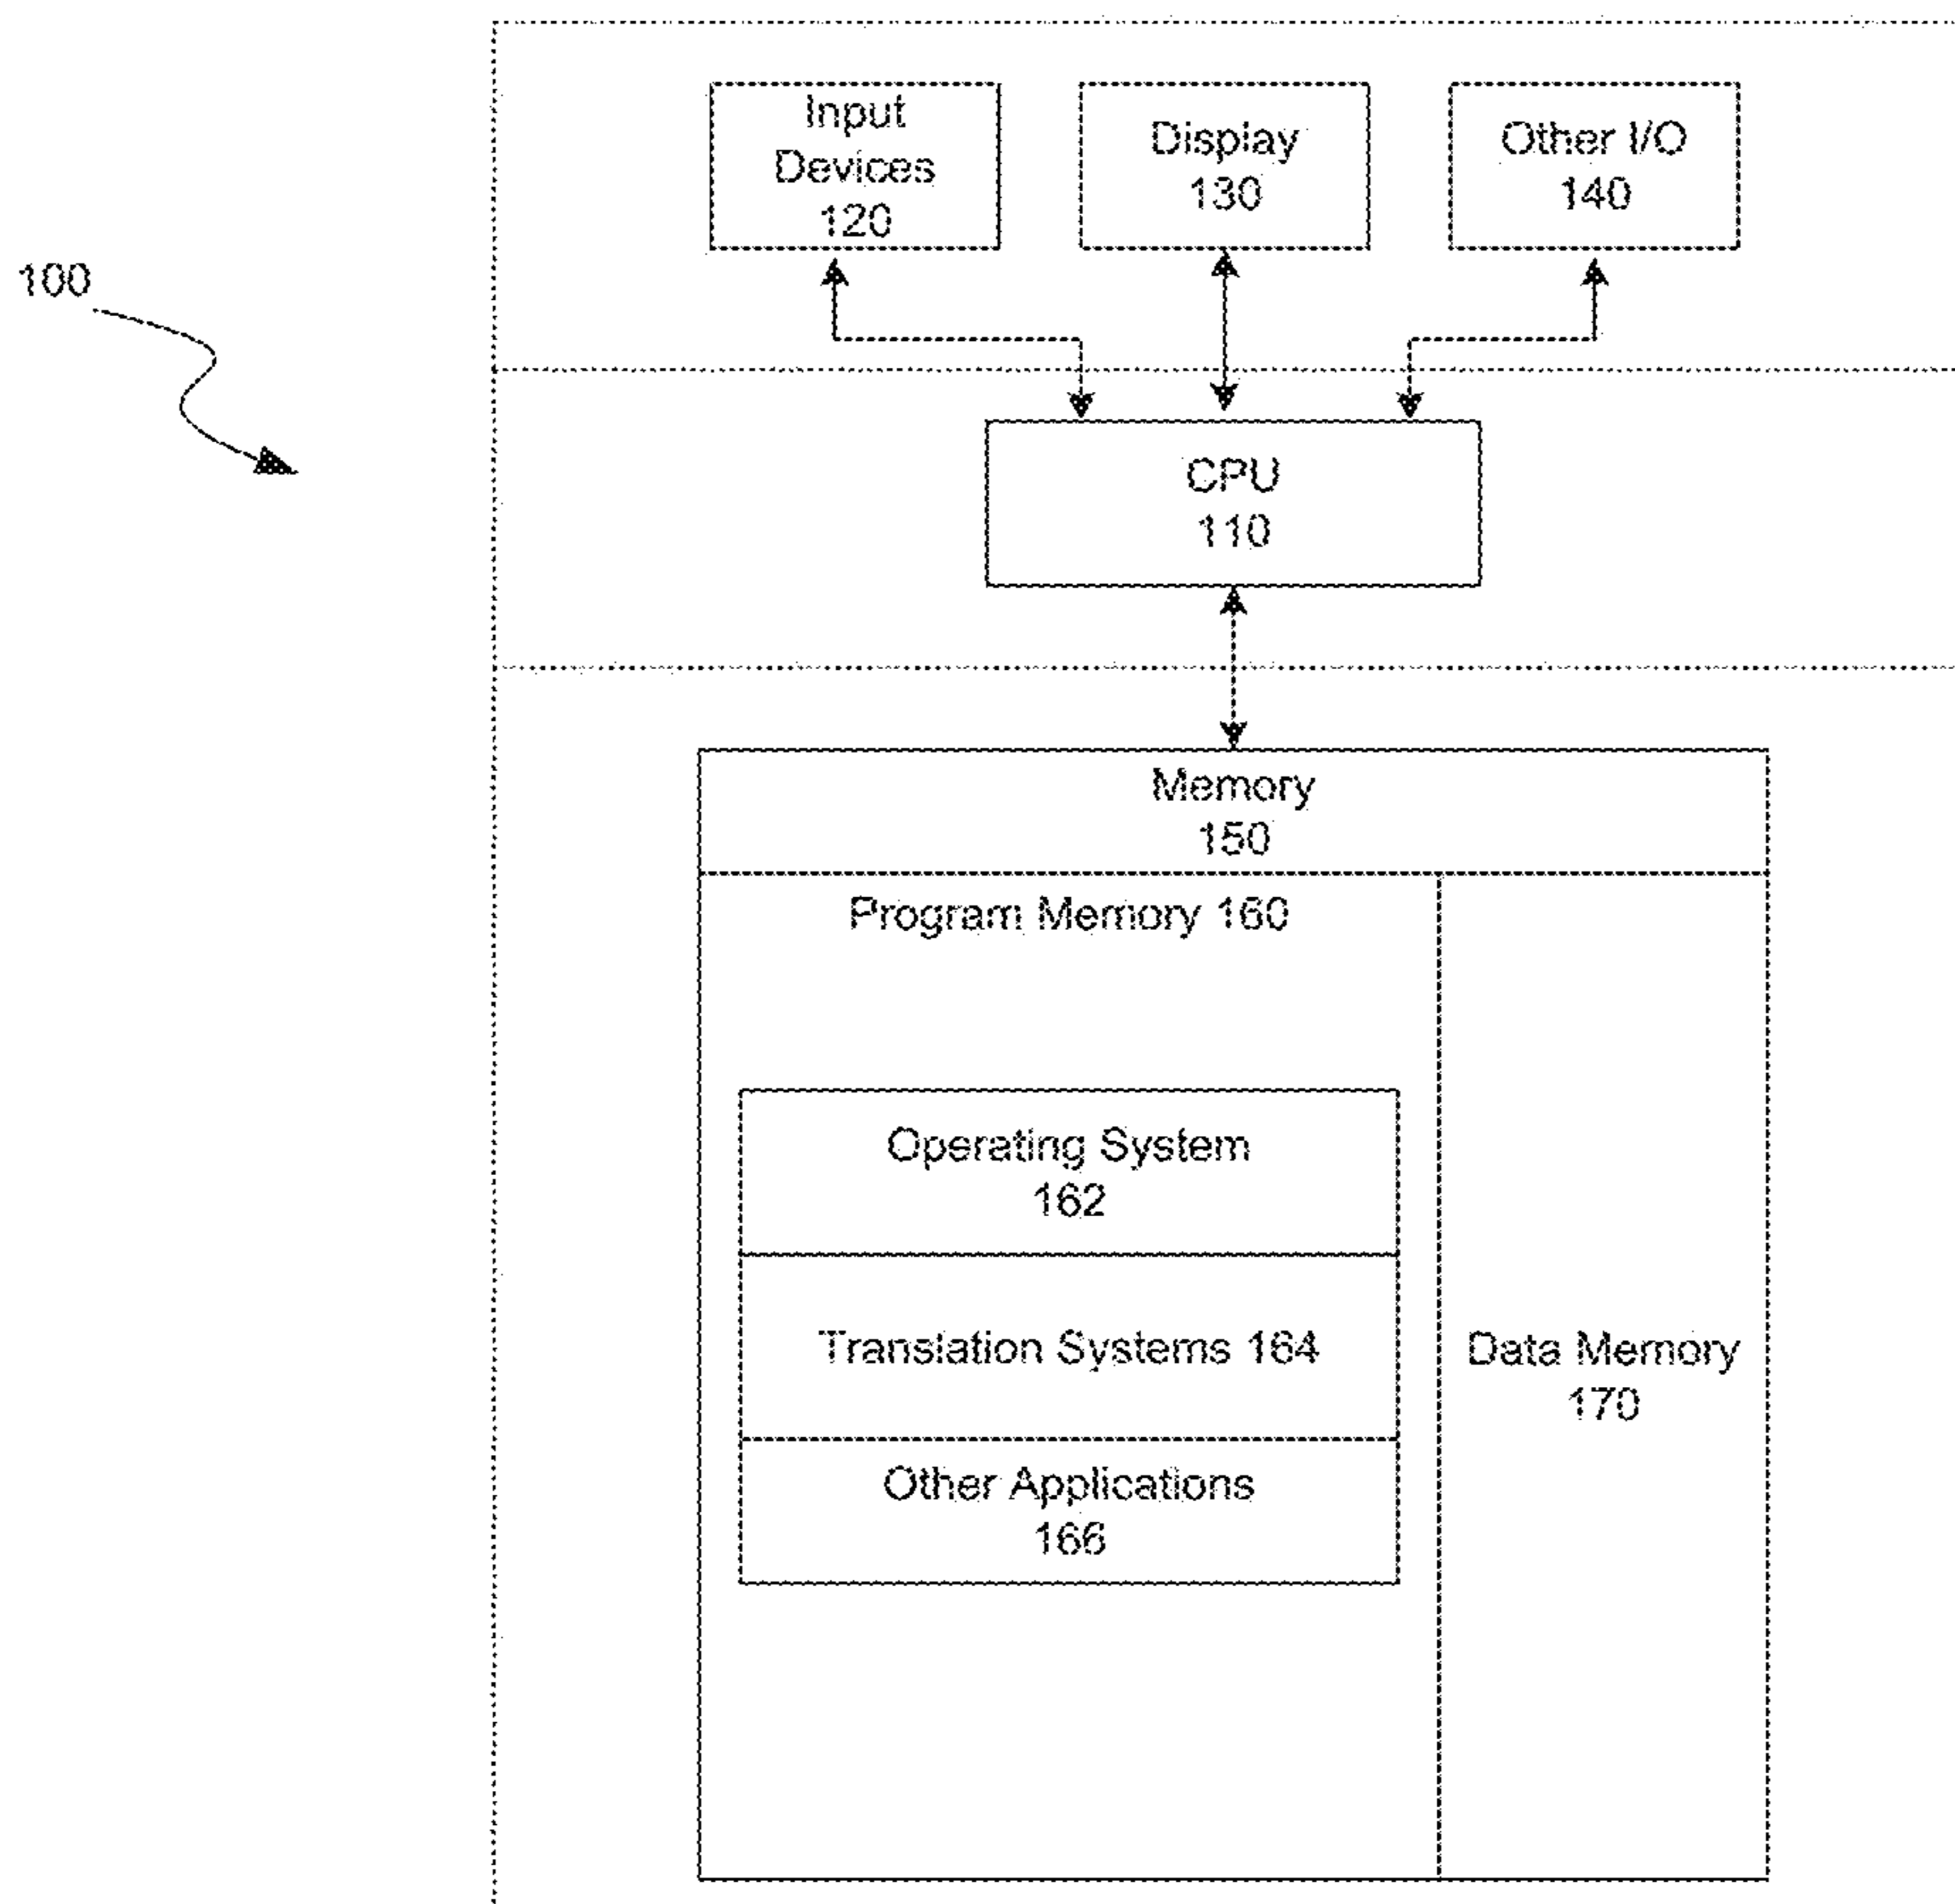 Input
Devices
120
Display
130
Other I/O
140
100
CPU
110
Memory
150
Program Memory 160
Operating System
162
Translation Systems 164
Other Applications
166
Data Memory
170